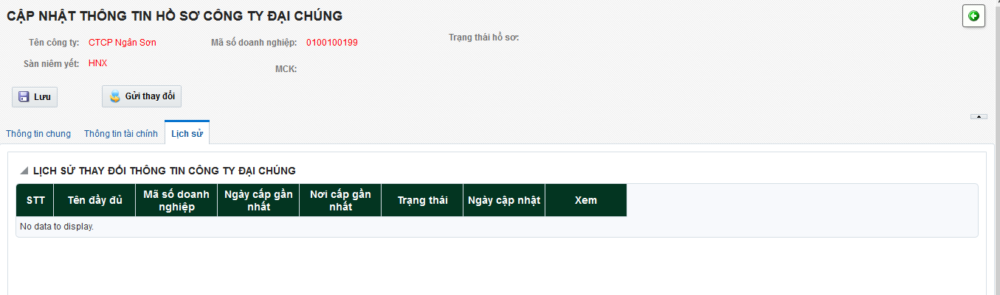 CẬP NHẬT THÔNG TIN HỒ SƠ CÔNG TY ĐẠI CHÚNG
Tên công ty: CTCP Ngân Sơn Mã số doanh nghiệp: 0100100199 Trạng thái hồ sơ:
Sàn niêm yết: HNX MCK:
Lưu Gửi thay đổi
Thông tin chung Thông tin tài chính Lịch sử
LỊCH SỬ THAY ĐỔI THÔNG TIN CÔNG TY ĐẠI CHÚNG
STT Tên đầy đủ Mã số doanh nghiệp Ngày cấp gần nhất Nơi cấp gần nhất Trạng thái Ngày cập nhật Xem
No data to display.